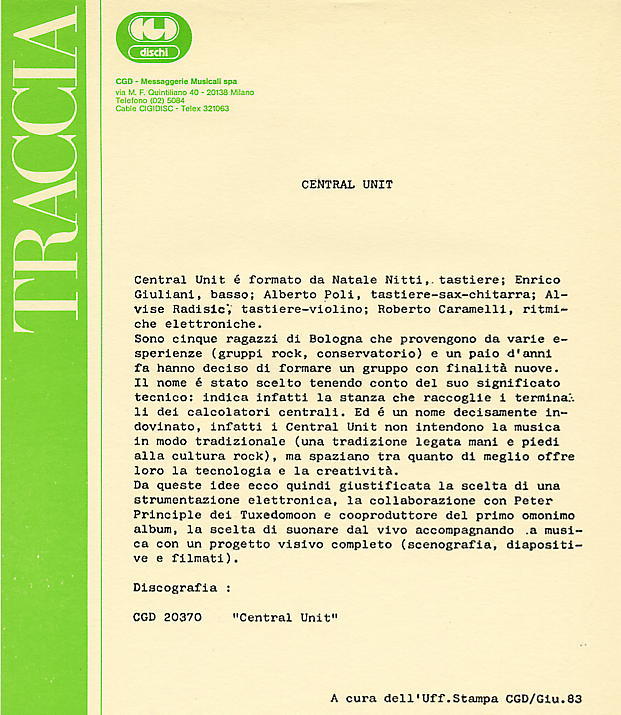 TRACCIA
CGD
dischi
CGD - Messaggerie Musicali spa
via M. F. Quintiliano 40 - 20138 Milano
Telefono (02) 5084
Cable CIGIDISC - Telex 321063
CENTRAL UNIT
Central Unit é formato da Natale Nitti, tastiere; Enrico
Giuliani, basso; Alberto Poli, tastiere-sax-chitarra; Al-
vise Radisic, tastiere-violino; Roberto Caramelli, ritmi-
che elettroniche.
Sono cinque ragazzi di Bologna che provengono da varie e-
sperienze (gruppi rock, conservatorio) e un paio d'anni
fa hanno deciso di formare un gruppo con finalità nuove.
Il nome é stato scelto tenendo conto del suo significato
tecnico: indica infatti la stanza che raccoglie i termina-
li dei calcolatori centrali. Ed é un nome decisamente in-
dovinato, infatti i Central Unit non intendono la musica
in modo tradizionale (una tradizione legata mani e piedi
alla cultura rock), ma spaziano tra quanto di meglio offre
loro la tecnologia e la creatività.
Da queste idee ecco quindi giustificata la scelta di una
strumentazione elettronica, la collaborazione con Peter
Principle dei Tuxedomoon e cooproduttore del primo omonimo
album, la scelta di suonare dal vivo accompagnando .a musi-
ca con un progetto visivo completo (scenografia, diapositi-
ve e filmati).
Discografia :
CGD 20370 "Central Unit"
A cura dell'Uff.Stampa CGD/Giu.83